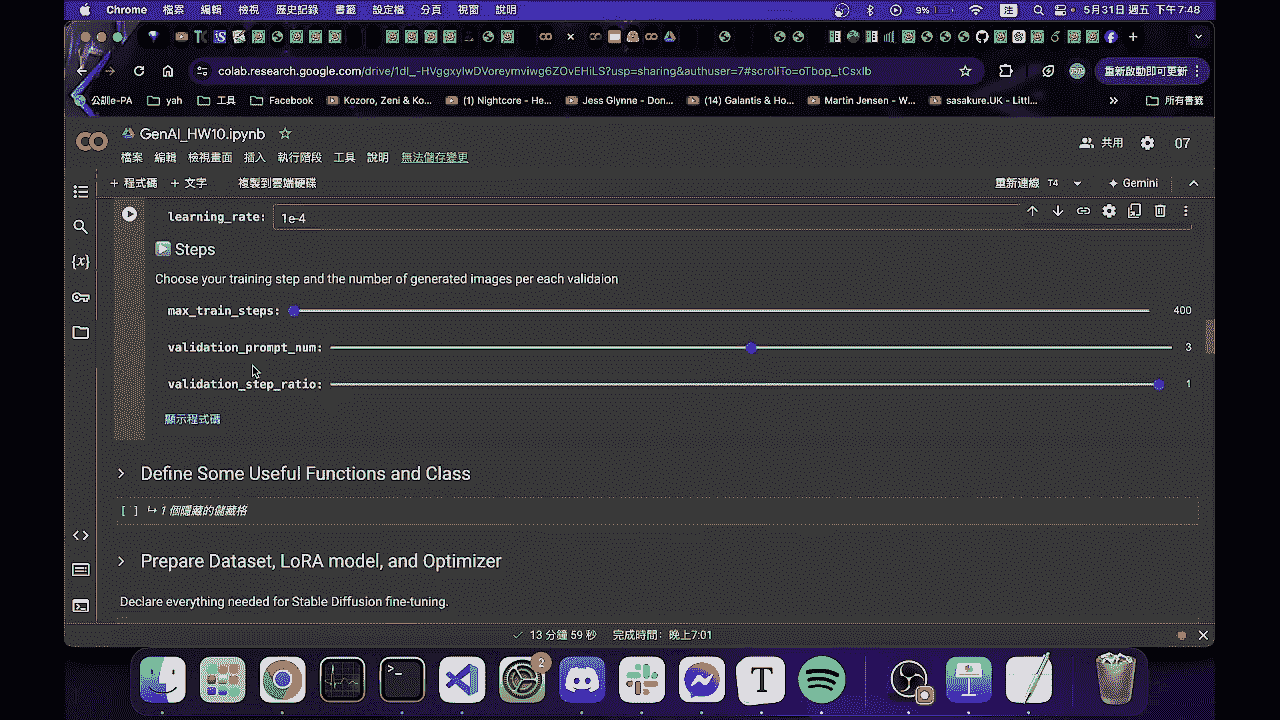 Chrome 檔案 編輯 檢視 歷史記錄 書籤 設定檔 分頁 視窗 說明 9% 注 5月31日 週五 下午7:48
colab.research.google.com/drive/1dI_-HVggxyIwDVoreymviwg6ZOvEHiLS?usp=sharing&authuser=7#scrollTo=oTbop_tCsxlb 重新啟動即可更新
公訓e-PA yah 工具 Facebook Kozoro, Zeni & Ko... (1) Nightcore - He... Jess Glynne - Don... (14) Galantis & Ho... Martin Jensen - W... sasakure.UK - Littl... » 所有書籤
GenAI_HW10.ipynb
共用 07
檔案 編輯 檢視畫面 插入 執行階段 工具 說明 無法儲存變更
+ 程式碼 + 文字 複製到雲端硬碟 重新連線 T4 Gemini
learning_rate: 1e-4
Steps
Choose your training step and the number of generated images per each validaion
max_train_steps: 400
validation_prompt_num: 3
validation_step_ratio: 1
顯示程式碼
Define Some Useful Functions and Class
[ ] ↳ 1 個隱藏的儲藏格
Prepare Dataset, LoRA model, and Optimizer
Declare everything needed for Stable Diffusion fine-tuning.
✓ 13 分鐘 59 秒 完成時間：晚上7:01
2